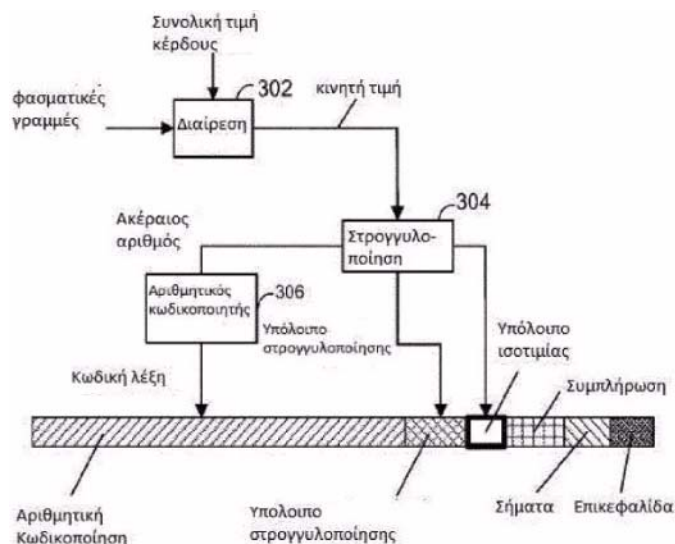 Συνολική τιμή
κέρδους
302
κινητή τιμή
φασματικές
γραμμές
Διαίρεση
304
Ακέραιος
αριθμός
Στρογγυλο-
ποίηση
Αριθμητικός
κωδικοποιητής
306
Υπόλοιπο
στρογγυλοποίησης
Υπόλοιπο
ισοτιμίας
Κωδική λέξη
Συμπλήρωση
Αριθμητική
Κωδικοποίηση
Υπολοιπο
στρογγυλοποίησης
Σήματα
Επικεφαλίδα